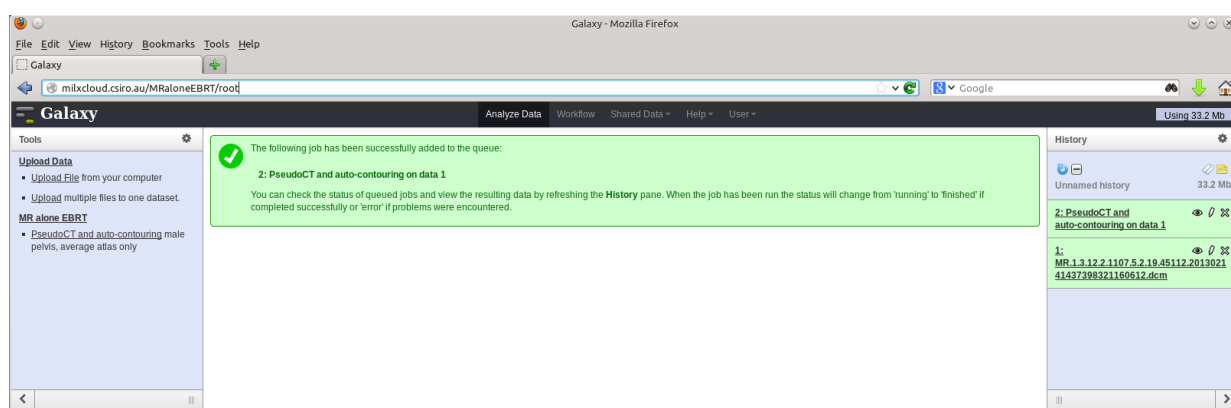 Galaxy - Mozilla Firefox
File Edit View History Bookmarks Tools Help
Galaxy
milxcloud.csiro.au/MRaloneEBRT/root
Google
Galaxy
Analyze Data Workflow Shared Data Help User
Using 33.2 Mb
Tools
Upload Data
Upload File from your computer
Upload multiple files to one dataset.
MR alone EBRT
PseudoCT and auto-contouring male
pelvis, average atlas only
The following job has been successfully added to the queue:
2: PseudoCT and auto-contouring on data 1
You can check the status of queued jobs and view the resulting data by refreshing the History pane. When the job has been run the status will change from 'running' to 'finished' if
completed successfully or 'error' if problems were encountered.
History
Unnamed history 33.2 Mb
2: PseudoCT and
auto-contouring on data 1
1:
MR.1.3.12.2.1107.5.2.19.45112.2013021
41437398321160612.dcm